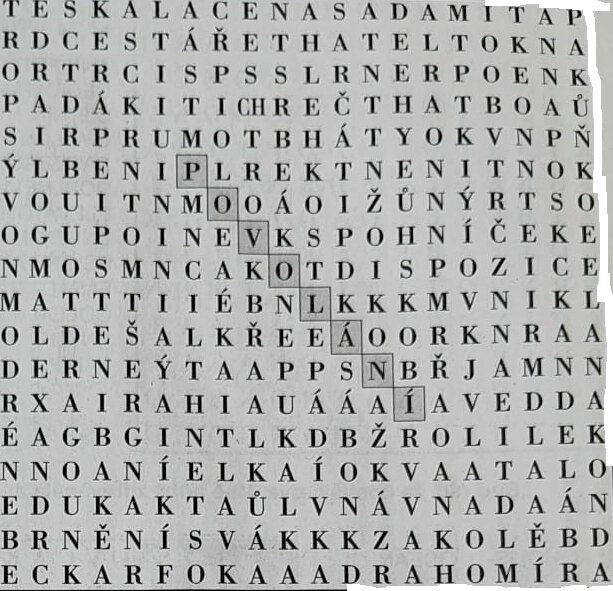 T E S K A L A C E N A S A D A M I T A P
R D C E S T Á Ř E T H A T E L T O K N A
O R T R C I S P S S L R N E R P O E N K
P A D Á K I T I CH R E Č T H A T B O A Ů
S I R P R U M O T B H Á T Y O K V N P Ň
Ý L B E N I P L R E K T N E N I T N O K
V O U I T N M O O Á O I Ž Ů N Ý R T S O
O G U P O I N E V K S P O H N Í Č E K E
N M O S M N C A K O T D I S P O Z I C E
M A T T T I I É B N L K K K M V N I K L
O L D E Š A L K Ř E E Á O O R K N R A A
D E R N E Ý T A A P P S N B Ř J A M N N
R X A I R A H I A U Á Á A Í A V E D D A
É A G B G I N T L K D B Ž R O L I L E K
N N O A N Í E L K A Í O K V A A T A L O
E D U K A K T A Ů L V N Á V N A D A Á N
B R N Ě N Í S V Á K K K Z A K O L Ě B D
E C K A R F O K A A A D R A H O M Í R A